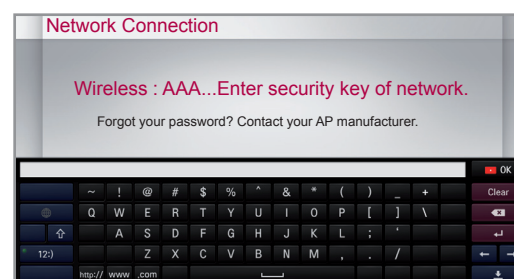 Network Connection
Wireless : AAA...Enter security key of network.
Forgot your password? Contact your AP manufacturer.
OK
~ ! @ # $ % ^ & * ( ) _ + Clear
Q W E R T Y U I O P [ ] \
A S D F G H J K L ; '
12:) Z X C V B N M , . /
http:// www .com